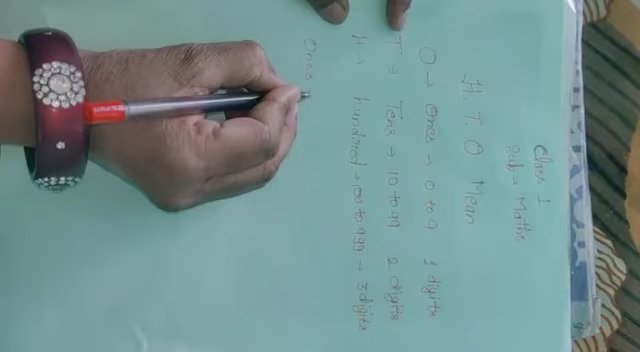 Class 1
Sub - Maths
H. T. O Mean
O → Ones → 0 to 9 1 digits
T → Tens → 10 to 99 2 digits
H → hundred → 100 to 999 → 3 digits
Ones